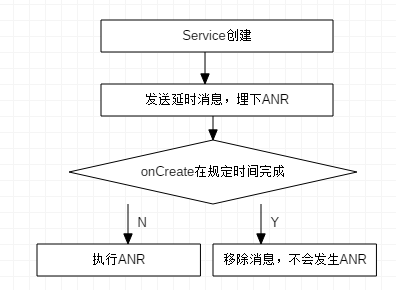 Service创建
发送延时消息，埋下ANR
onCreate在规定时间完成
N
Y
执行ANR
移除消息，不会发生ANR